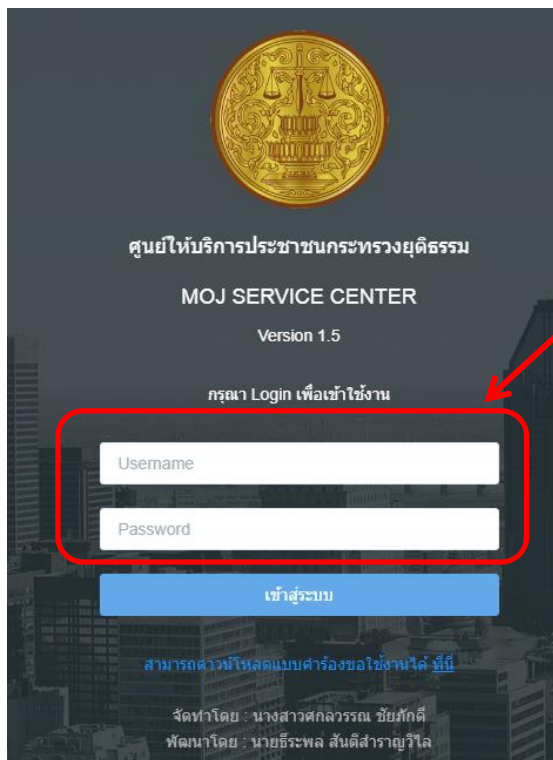 ศูนย์ให้บริการประชาชนกระทรวงยุติธรรม
MOJ SERVICE CENTER
Version 1.5
กรุณา Login เพื่อเข้าใช้งาน
Username
Password
เข้าสู่ระบบ
สามารถดาวน์โหลดแบบคำร้องขอใช้งานได้ ที่นี่
จัดทำโดย : นางสาวศกลวรรณ ชัยภักดี
พัฒนาโดย : นายธีระพล สันติสำราญวิไล